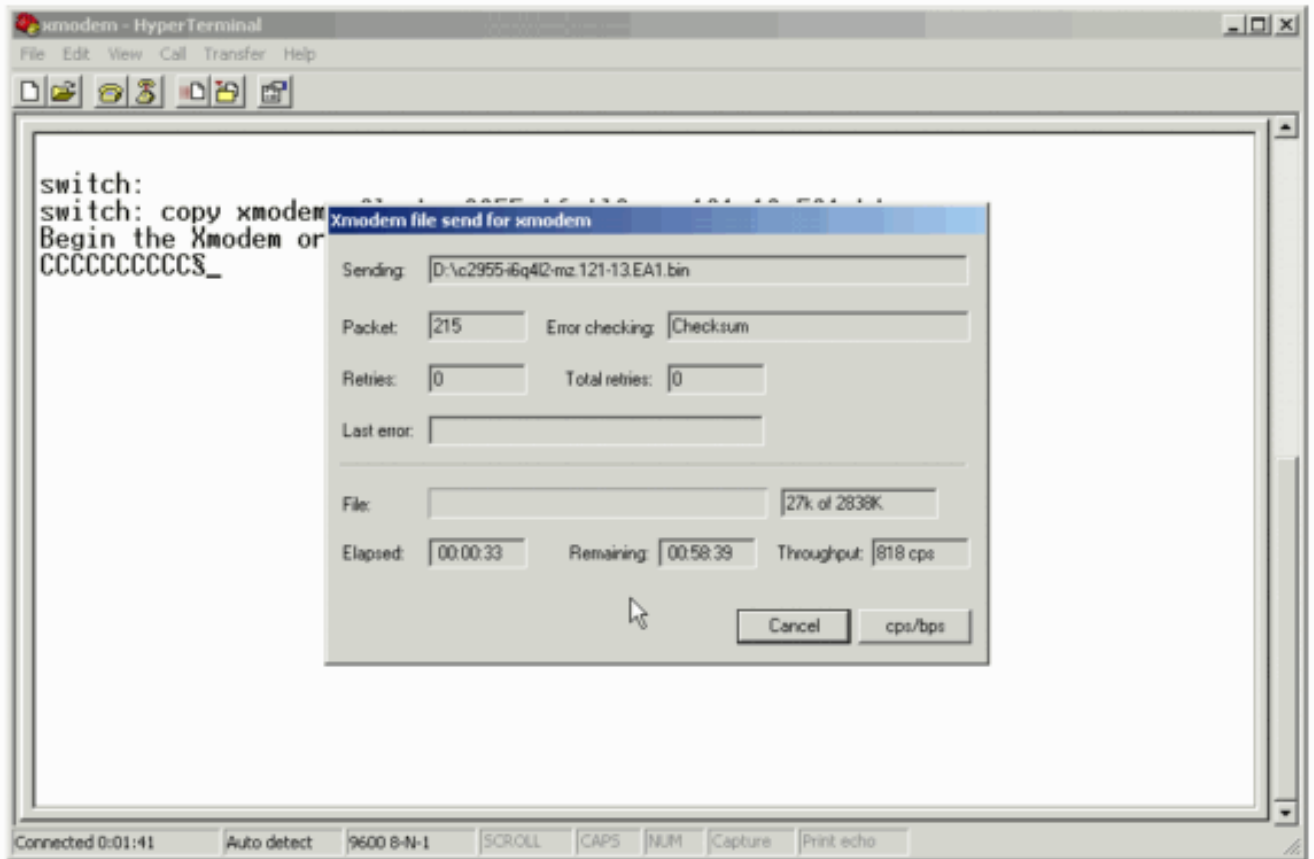 xmodem - HyperTerminal
File Edit View Call Transfer Help
switch:
switch: copy xmodem
Begin the Xmodem or
CCCCCCCCCCC§_
Xmodem file send for xmodem
Sending: D:\c2955-i6q4l2-mz.121-13.EA1.bin
Packet: 215 Error checking: Checksum
Retries: 0 Total retries: 0
Last error:
File: 27k of 2838K
Elapsed: 00:00:33 Remaining: 00:58:39 Throughput: 818 cps
Cancel cps/bps
Connected 0:01:41 Auto detect 9600 8-N-1 SCROLL CAPS NUM Capture Print echo